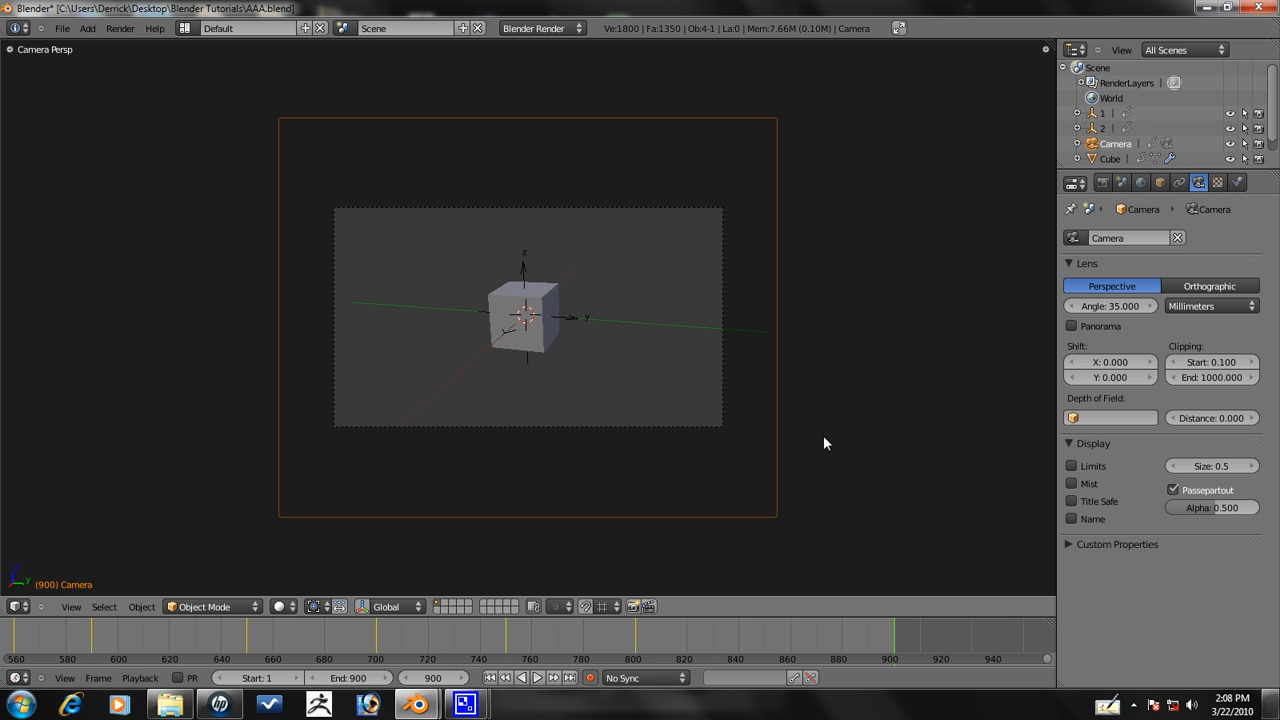 Blender* [C:\Users\Derrick\Desktop\Blender Tutorials\AAA.blend]
File Add Render Help Default Scene Blender Render Ve:1800 | Fa:1350 | Ob:4-1 | La:0 | Mem:7.66M (0.10M) | Camera
Camera Persp
View All Scenes
Scene
RenderLayers |
World
1 |
2 |
Camera |
Cube |
Camera Camera
Camera
Lens
Perspective Orthographic
Angle: 35.000 Millimeters
Panorama
Shift: Clipping:
X: 0.000 Start: 0.100
Y: 0.000 End: 1000.000
Depth of Field:
Distance: 0.000
Display
Limits Size: 0.5
Mist Passepartout
Title Safe Alpha: 0.500
Name
Custom Properties
z
y
y
(900) Camera
View Select Object Object Mode Global
560 580 600 620 640 660 680 700 720 740 760 780 800 820 840 860 880 900 920 940
View Frame Playback PR Start: 1 End: 900 900 No Sync
2:08 PM
3/22/2010